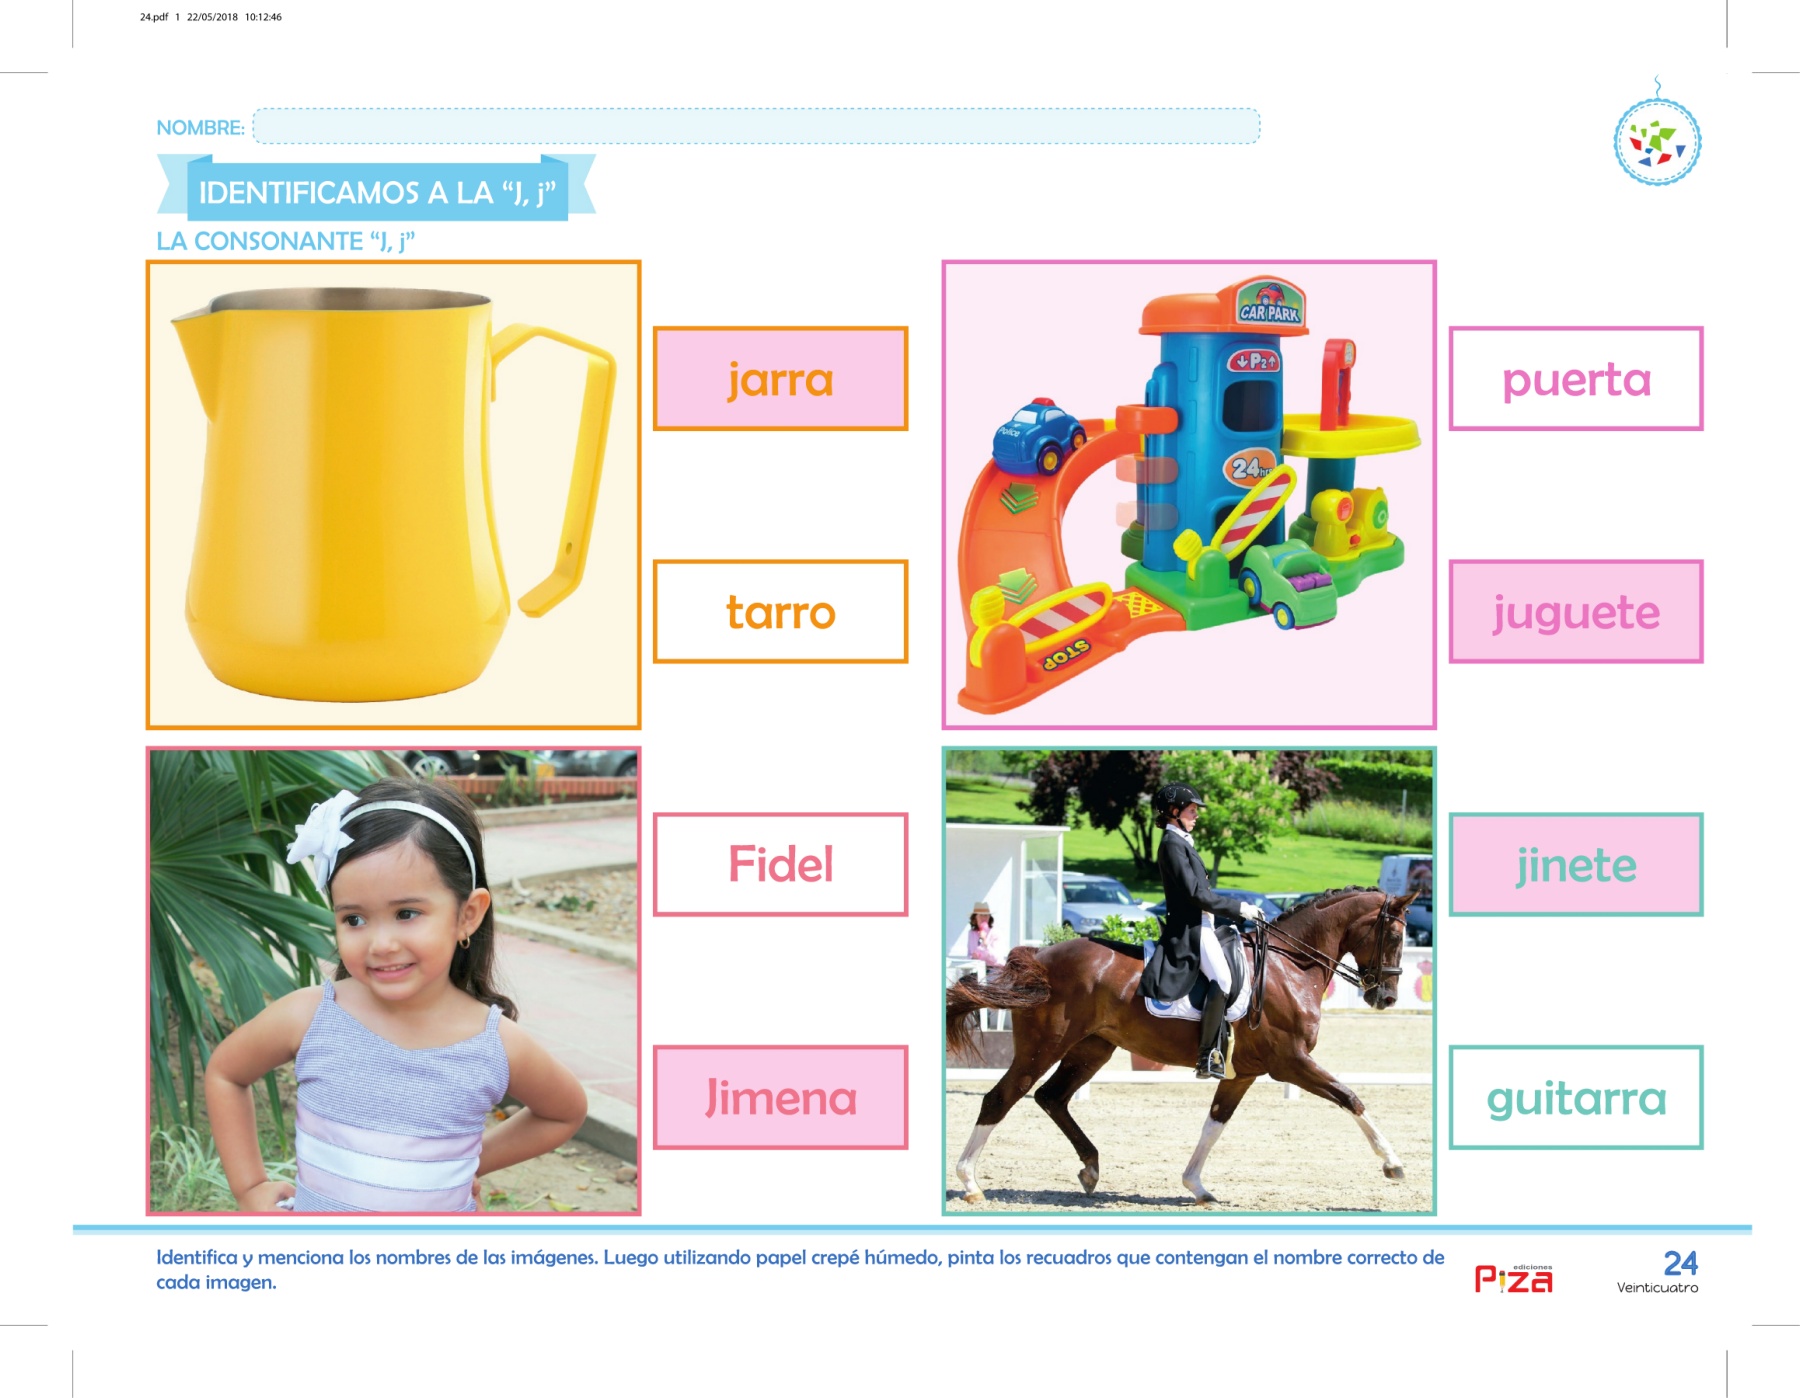 24.pdf 1 22/05/2018 10:12:46
NOMBRE:
IDENTIFICAMOS A LA “J, j”
LA CONSONANTE “J, j”
jarra
tarro
CAR PARK
P2
Police
24hr
STOP
puerta
juguete
Fidel
Jimena
jinete
guitarra
Identifica y menciona los nombres de las imágenes. Luego utilizando papel crepé húmedo, pinta los recuadros que contengan el nombre correcto de
cada imagen.
ediciones
Piza
24
Veinticuatro